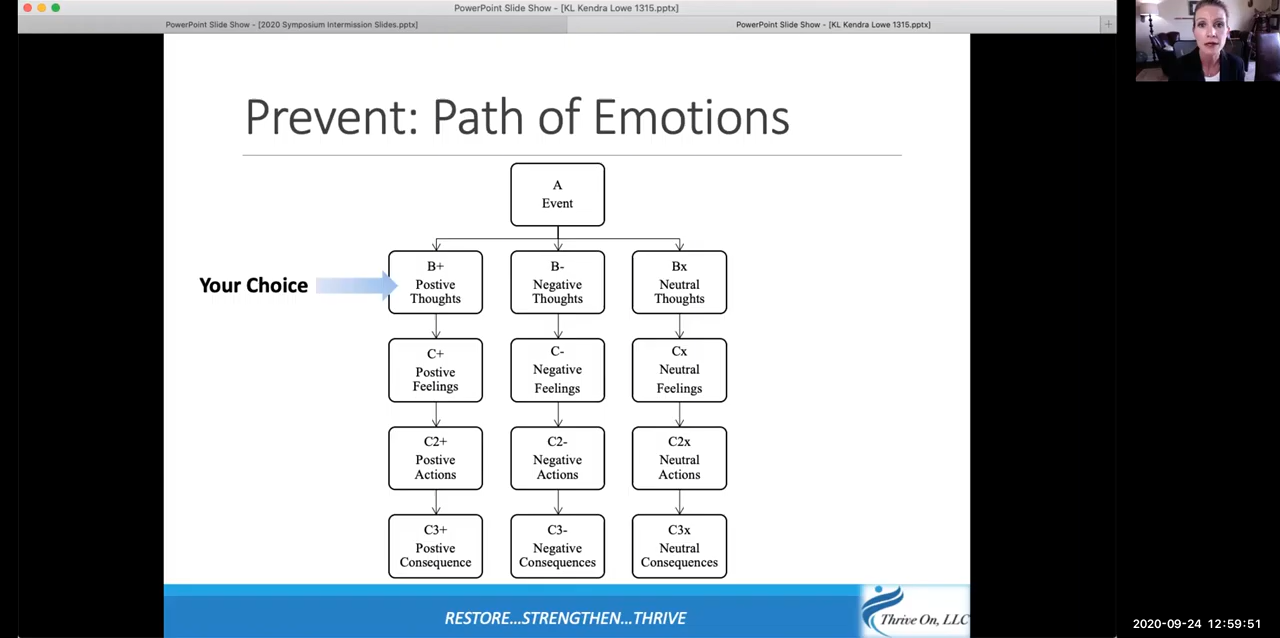 PowerPoint Slide Show - [KL Kendra Lowe 1315.pptx]
PowerPoint Slide Show - [2020 Symposium Intermission Slides.pptx]
PowerPoint Slide Show - [KL Kendra Lowe 1315.pptx]
Prevent: Path of Emotions
A
Event
Your Choice
B+
Postive
Thoughts
B-
Negative
Thoughts
Bx
Neutral
Thoughts
C+
Postive
Feelings
C-
Negative
Feelings
Cx
Neutral
Feelings
C2+
Postive
Actions
C2-
Negative
Actions
C2x
Neutral
Actions
C3+
Postive
Consequence
C3-
Negative
Consequences
C3x
Neutral
Consequences
RESTORE...STRENGTHEN...THRIVE
Thrive On, LLC
2020-09-24 12:59:51